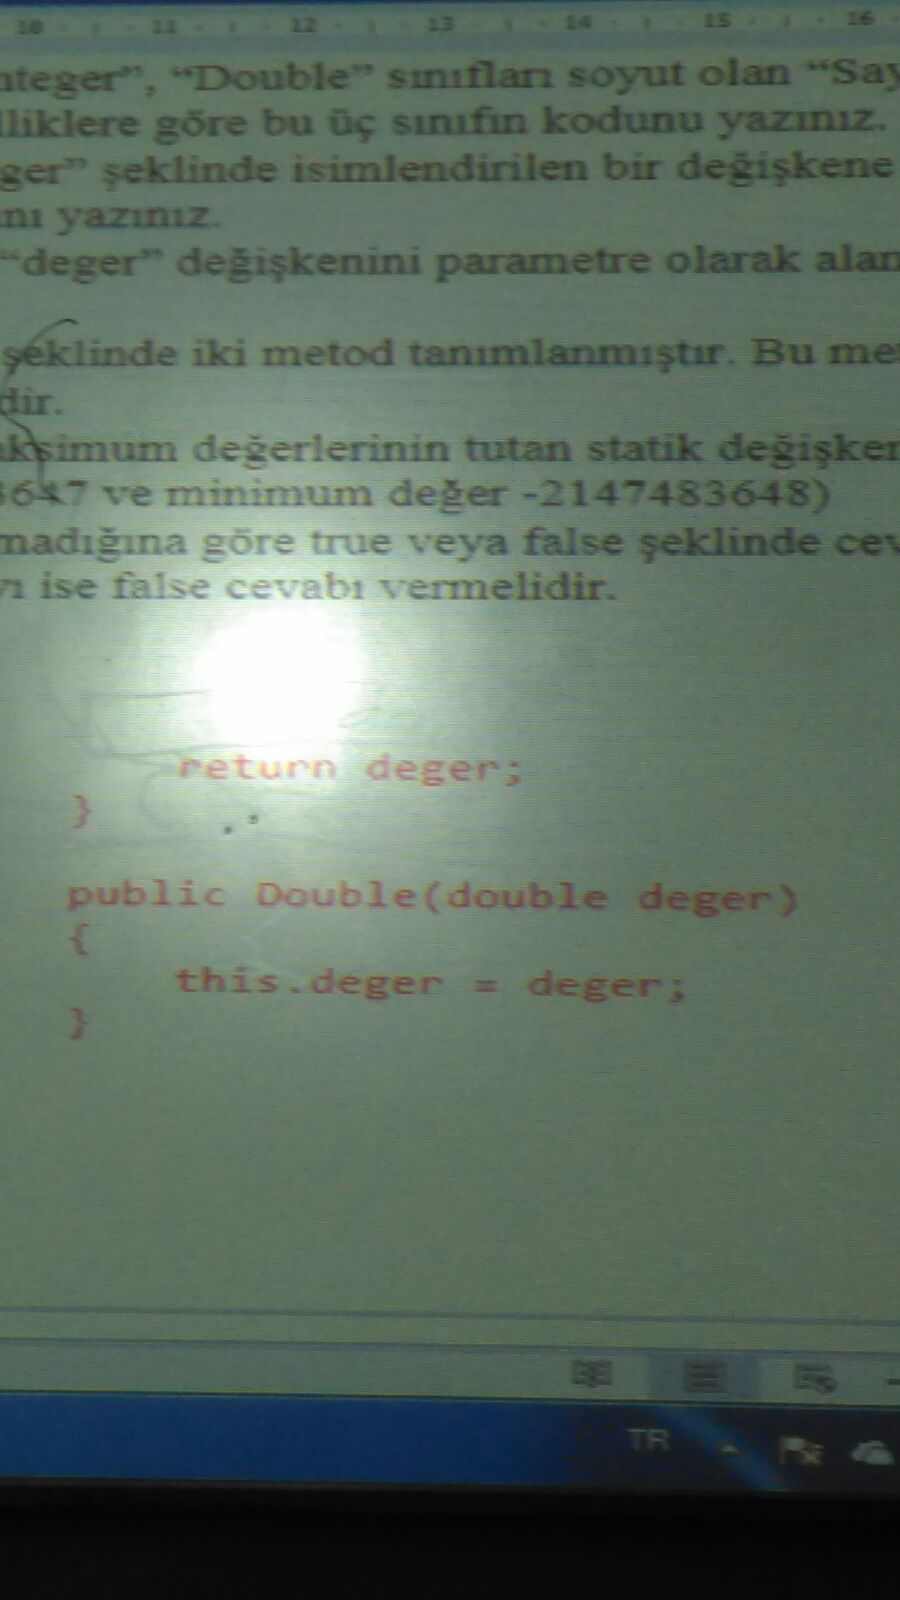 10 11 12 13 14 15 16
nteger”, “Double” sınıfları soyut olan “Say
lliklere göre bu üç sınıfın kodunu yazınız.
ger” şeklinde isimlendirilen bir değişkene
nı yazınız.
“deger” değişkenini parametre olarak alan
şeklinde iki metod tanımlanmıştır. Bu me
dir.
aksimum değerlerinin tutan statik değişken
3647 ve minimum değer -2147483648)
madığına göre true veya false şeklinde cev
yı ise false cevabı vermelidir.
return deger;
}
public Double(double deger)
{
this.deger = deger;
}
TR